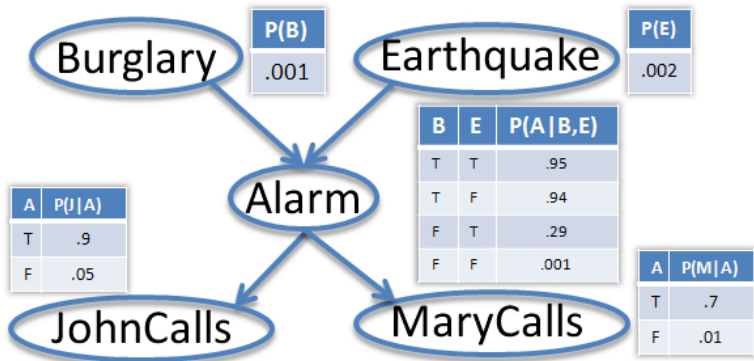 P(B)
.001
Burglary
Earthquake
P(E)
.002
B E P(A|B,E)
T T .95
T F .94
F T .29
F F .001
Alarm
A P(J|A)
T .9
F .05
A P(M|A)
T .7
F .01
JohnCalls
MaryCalls